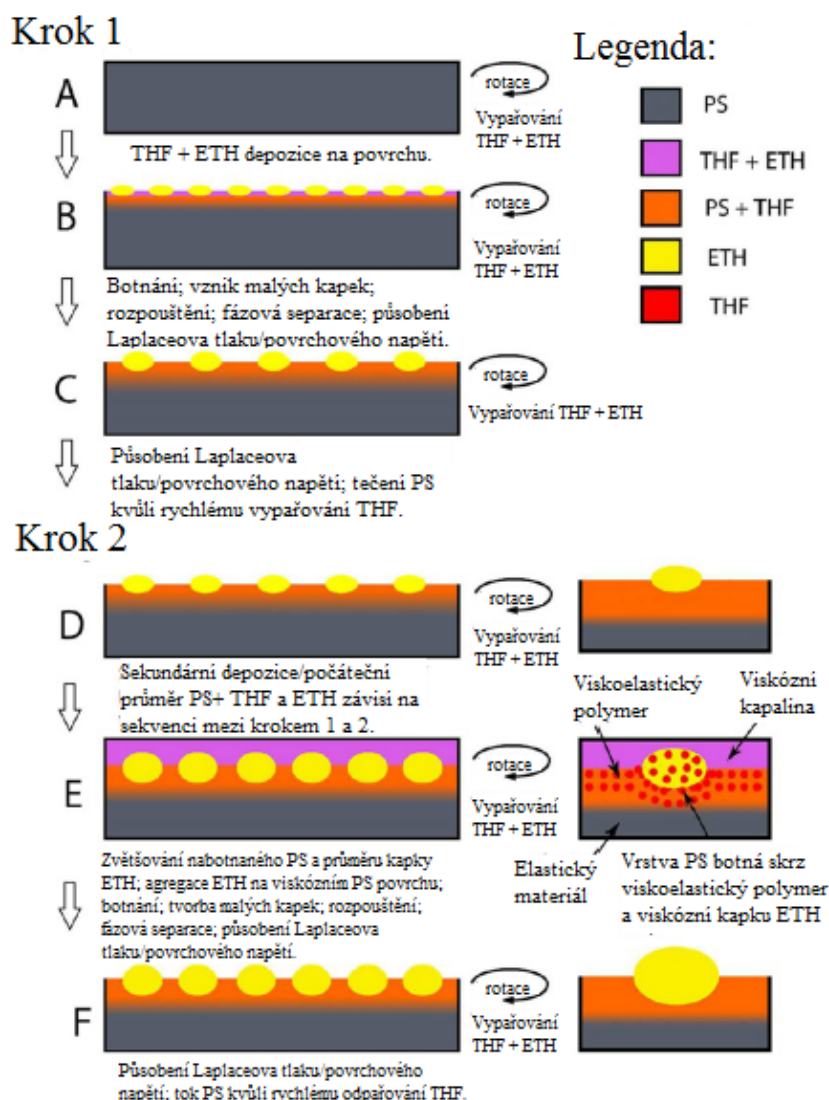 Krok 1
Legenda:
A
rotace
Vypařování
THF + ETH
PS
THF + ETH
PS + THF
ETH
THF
THF + ETH depozice na povrchu.
B
rotace
Vypařování
THF + ETH
Botnání; vznik malých kapek;
rozpouštění; fázová separace; působení
Laplaceova tlaku/povrchového napětí.
C
rotace
Vypařování THF + ETH
Působení Laplaceova
tlaku/povrchového napětí; tečení PS
kvůli rychlému vypařování THF.
Krok 2
D
rotace
Vypařování
THF + ETH
Sekundární depozice/počáteční
průměr PS+ THF a ETH závisí na
sekvenci mezi krokem 1 a 2.
Viskoelastický
polymer
Viskózní
kapalina
E
rotace
Vypařování
THF + ETH
Elastický
materiál
Vrstva PS botná skrz
viskoelastický polymer
a viskózní kapku ETH
Zvětšování nabotnaného PS a průměru kapky
ETH; agregace ETH na viskózním PS povrchu;
botnání; tvorba malých kapek; rozpouštění;
fázová separace; působení Laplaceova
tlaku/povrchového napětí.
F
rotace
Vypařování
THF + ETH
Působení Laplaceova tlaku/povrchového
napětí; tok PS kvůli rychlému odpařování THF.